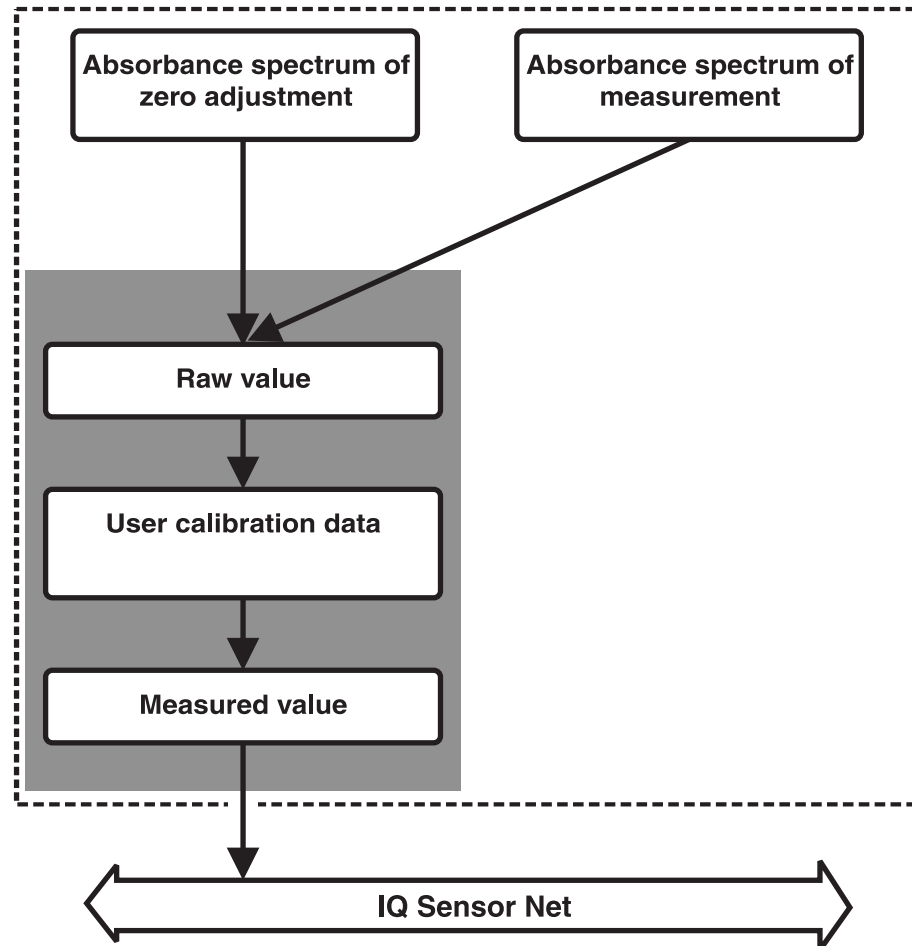 Absorbance spectrum of
zero adjustment
Absorbance spectrum of
measurement
Raw value
User calibration data
Measured value
IQ Sensor Net